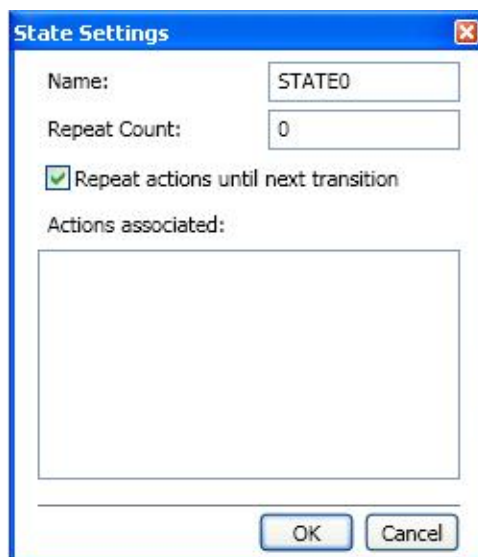 State Settings
Name: STATE0
Repeat Count: 0
Repeat actions until next transition
Actions associated:
OK Cancel